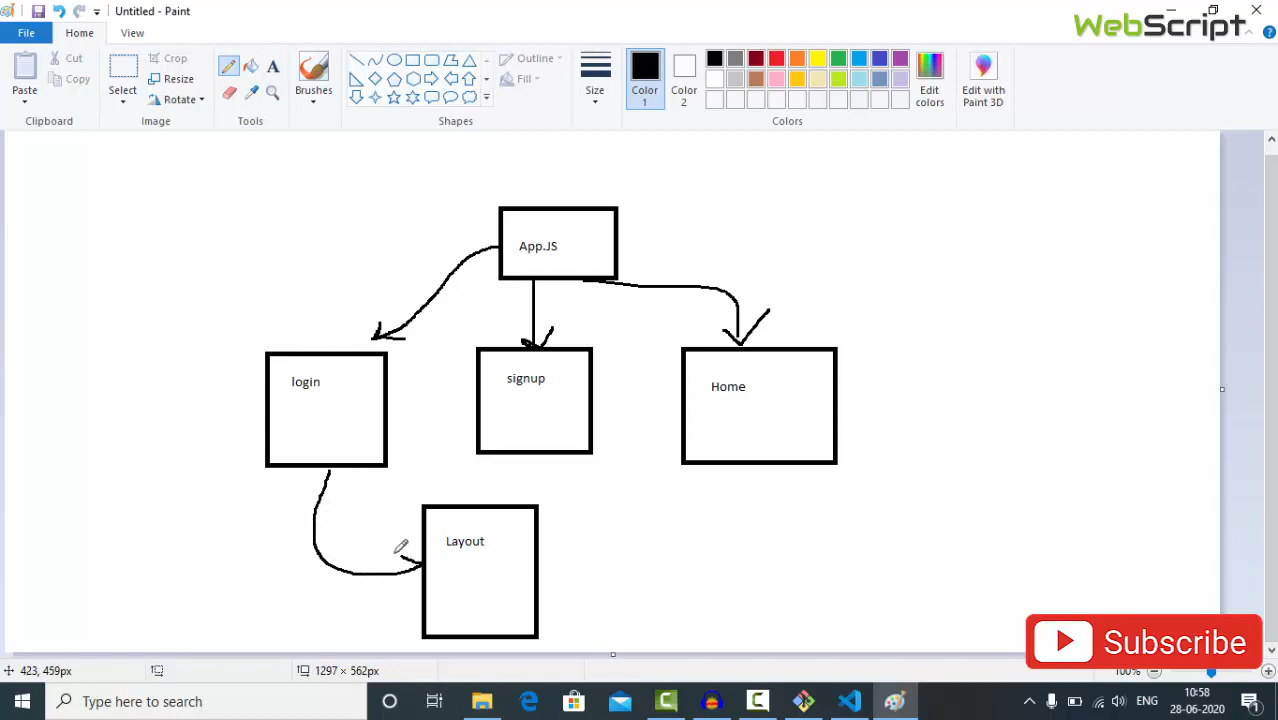 Untitled - Paint
WebScript
File
Home
View
Paste
Cut
Copy
Clipboard
Select
Crop
Resize
Rotate
Image
Tools
Brushes
Outline
Fill
Shapes
Size
Color 1
Color 2
Edit colors
Colors
Edit with Paint 3D
App.JS
login
signup
Home
Layout
Subscribe
423, 459px
1297 × 562px
100%
Type here to search
ENG
10:58
28-06-2020
1